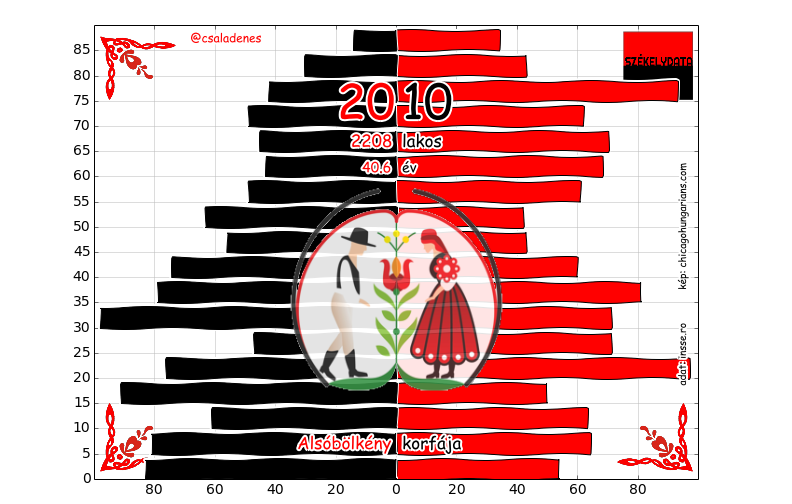 @csaladenes
SZÉKELYDATA
2010
2208 lakos
40.6 év
kép: chicagohungarians.com
adat: insse.ro
Alsóbölkény korfája
85
80
75
70
65
60
55
50
45
40
35
30
25
20
15
10
5
0
80 60 40 20 0 20 40 60 80